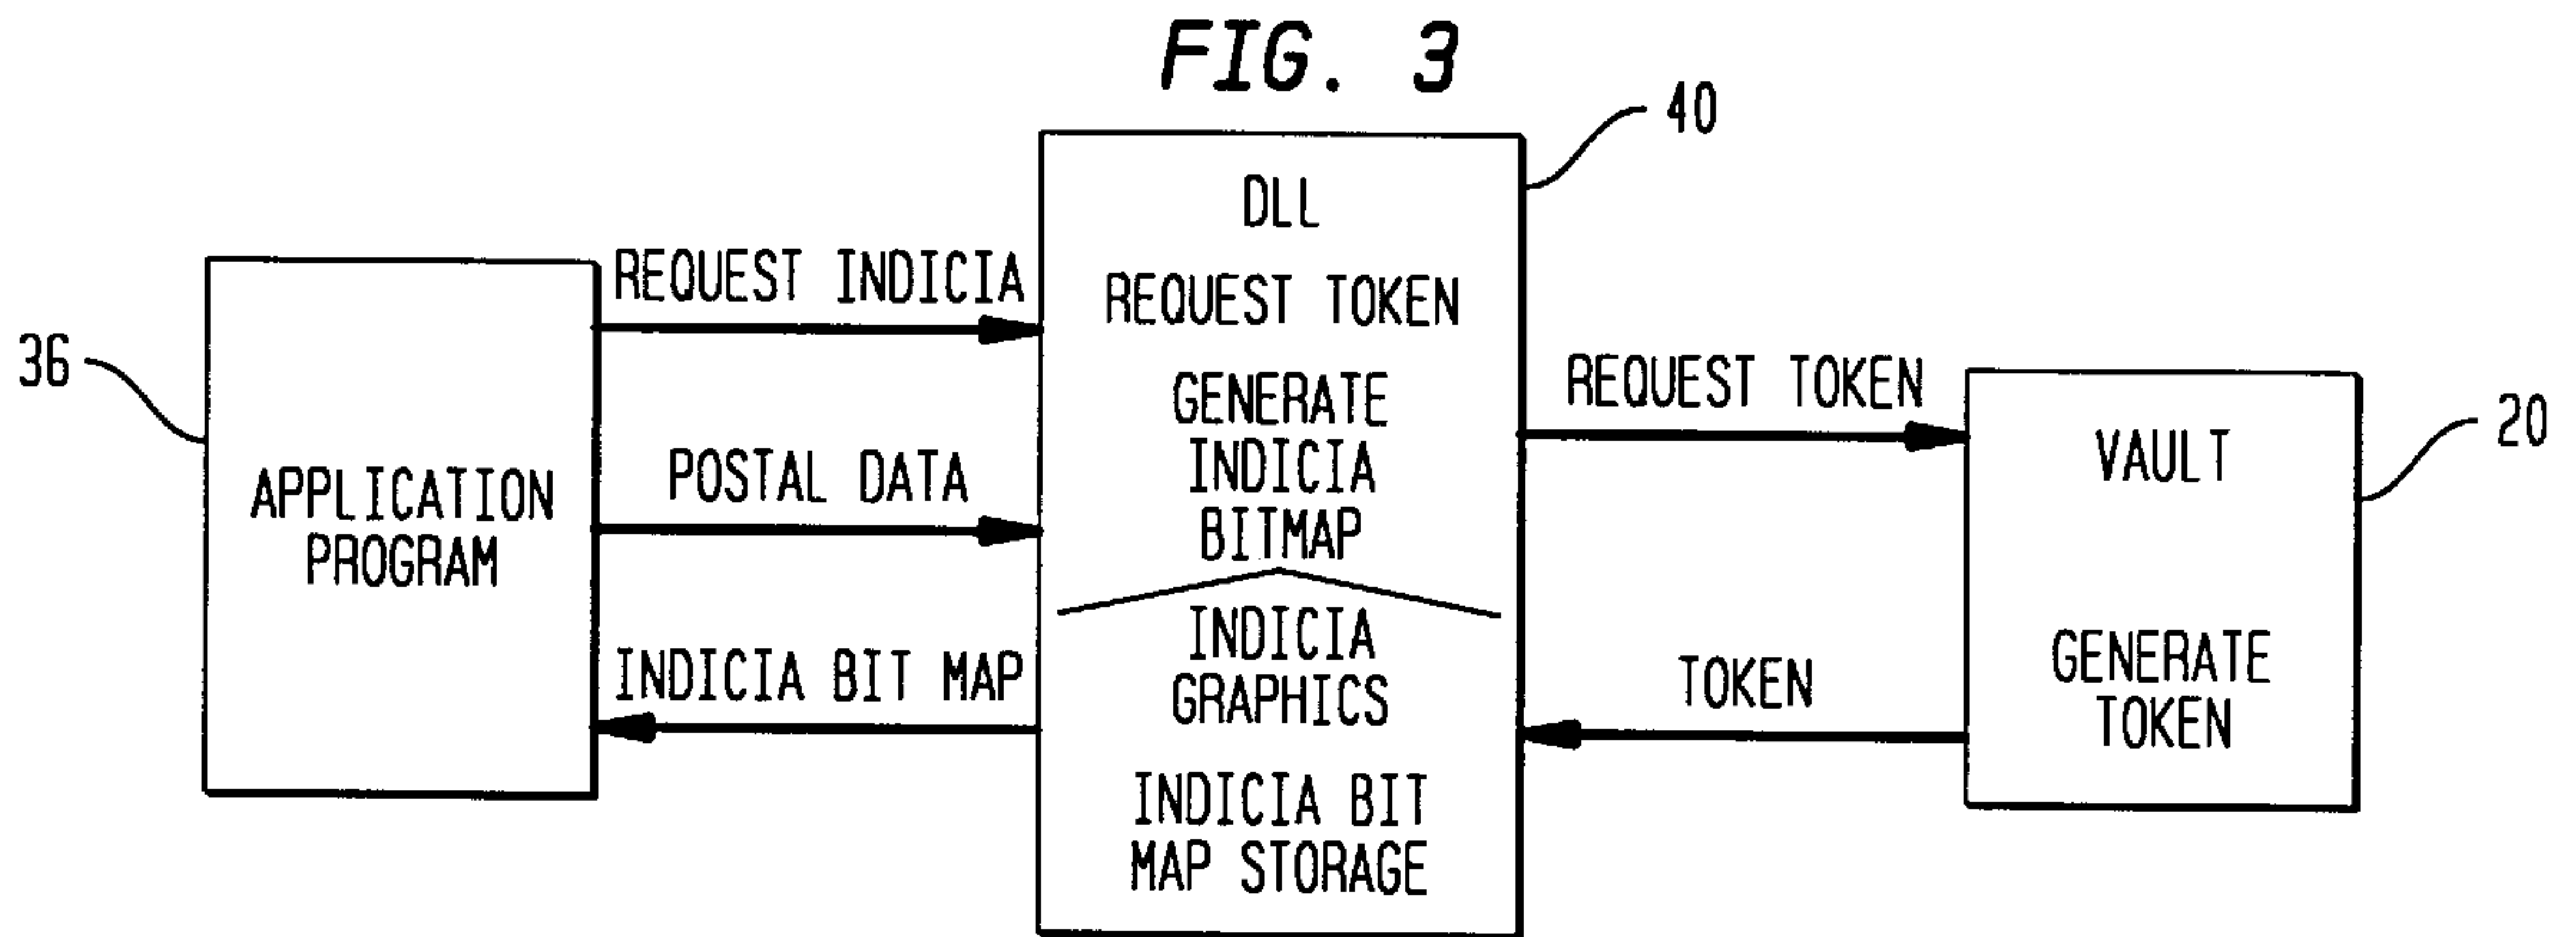 FIG. 3
40
DLL
REQUEST INDICIA
REQUEST TOKEN
36
GENERATE
INDICIA
BITMAP
REQUEST TOKEN
VAULT
20
POSTAL DATA
APPLICATION
PROGRAM
INDICIA
GRAPHICS
INDICIA BIT MAP
TOKEN
GENERATE
TOKEN
INDICIA BIT
MAP STORAGE